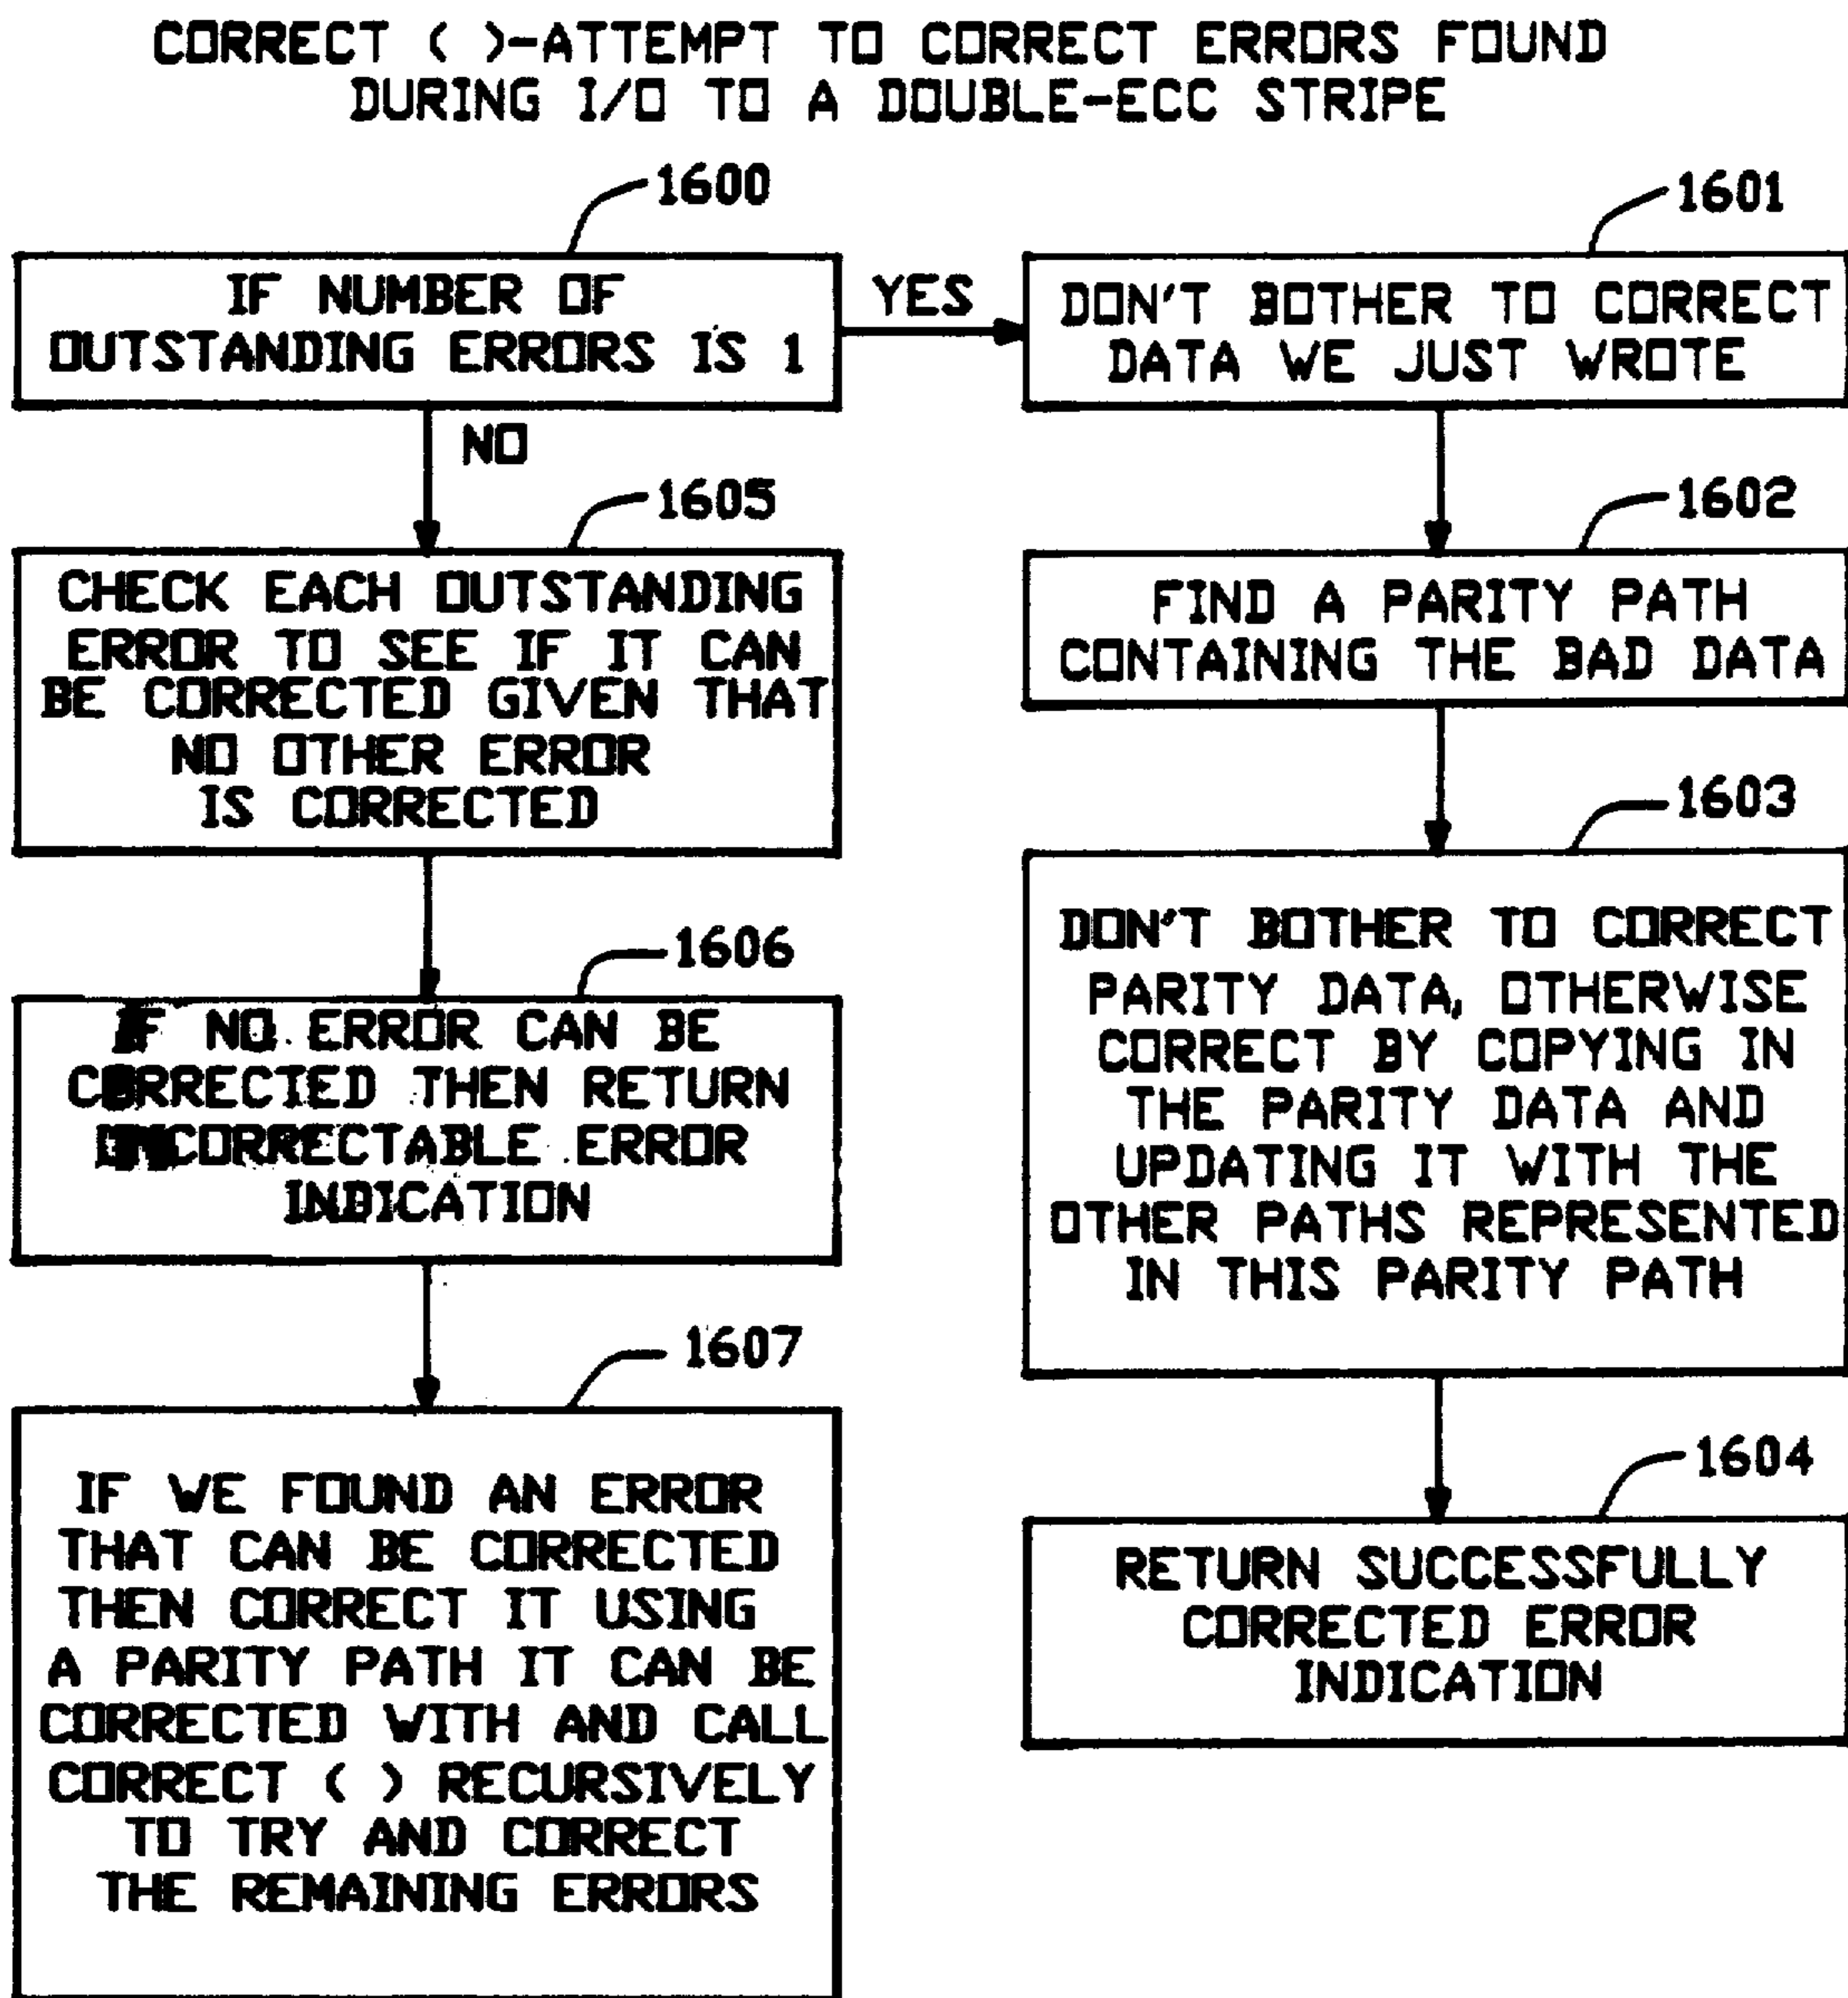 CORRECT ( )-ATTEMPT TO CORRECT ERRORS FOUND
DURING I/O TO A DOUBLE-ECC STRIPE
1600
IF NUMBER OF
OUTSTANDING ERRORS IS 1
YES
NO
1601
DON'T BOTHER TO CORRECT
DATA WE JUST WROTE
1602
FIND A PARITY PATH
CONTAINING THE BAD DATA
1603
DON'T BOTHER TO CORRECT
PARITY DATA, OTHERWISE
CORRECT BY COPYING IN
THE PARITY DATA AND
UPDATING IT WITH THE
OTHER PATHS REPRESENTED
IN THIS PARITY PATH
1604
RETURN SUCCESSFULLY
CORRECTED ERROR
INDICATION
1605
CHECK EACH OUTSTANDING
ERROR TO SEE IF IT CAN
BE CORRECTED GIVEN THAT
NO OTHER ERROR
IS CORRECTED
1606
IF NO ERROR CAN BE
CORRECTED THEN RETURN
UNCORRECTABLE ERROR
INDICATION
1607
IF WE FOUND AN ERROR
THAT CAN BE CORRECTED
THEN CORRECT IT USING
A PARITY PATH IT CAN BE
CORRECTED WITH AND CALL
CORRECT ( ) RECURSIVELY
TO TRY AND CORRECT
THE REMAINING ERRORS